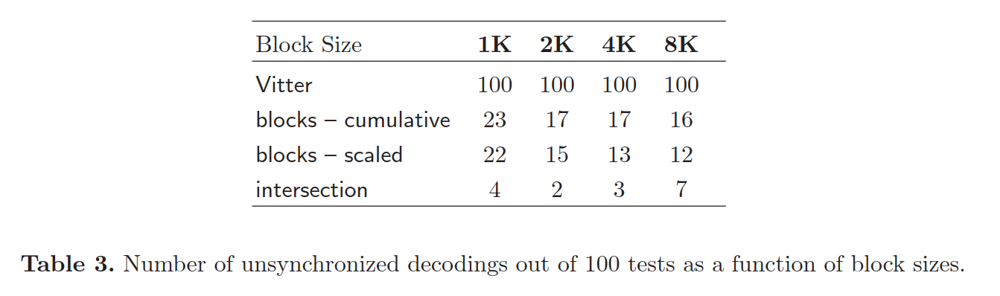 Block Size 1K 2K 4K 8K
Vitter 100 100 100 100
blocks – cumulative 23 17 17 16
blocks – scaled 22 15 13 12
intersection 4 2 3 7
Table 3. Number of unsynchronized decodings out of 100 tests as a function of block sizes.